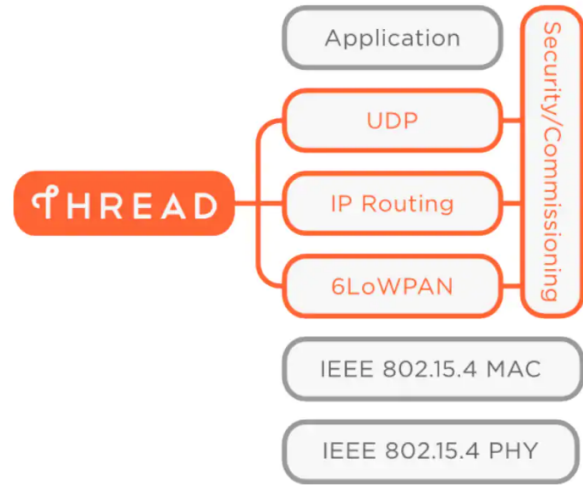 Application
Security/Commissioning
UDP
THREAD
IP Routing
6LoWPAN
IEEE 802.15.4 MAC
IEEE 802.15.4 PHY